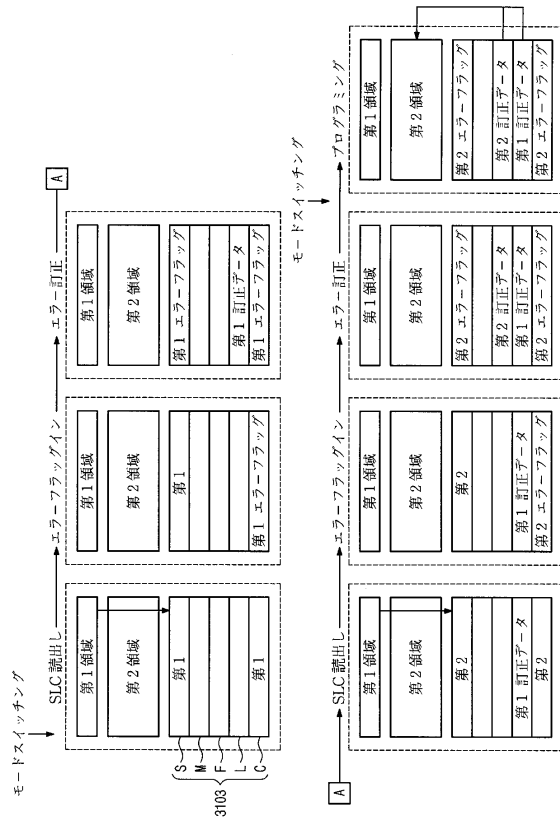 モードスイッチング
SLC 読出し
エラーフラッグイン
エラー訂正
A
第1領域
第2領域
第1
第1
S
M
F
L
C
3103
第1領域
第2領域
第1
第1 エラーフラッグ
第1領域
第2領域
第1 エラーフラッグ
第1 訂正データ
第1 エラーフラッグ
A
SLC 読出し
エラーフラッグイン
エラー訂正
モードスイッチング
プログラミング
第1領域
第2領域
第2
第1 訂正データ
第2
第1領域
第2領域
第2
第1 訂正データ
第2 エラーフラッグ
第1領域
第2領域
第2 エラーフラッグ
第2 訂正データ
第1 訂正データ
第2 エラーフラッグ
第1領域
第2領域
第2 エラーフラッグ
第2 訂正データ
第1 訂正データ
第2 エラーフラッグ